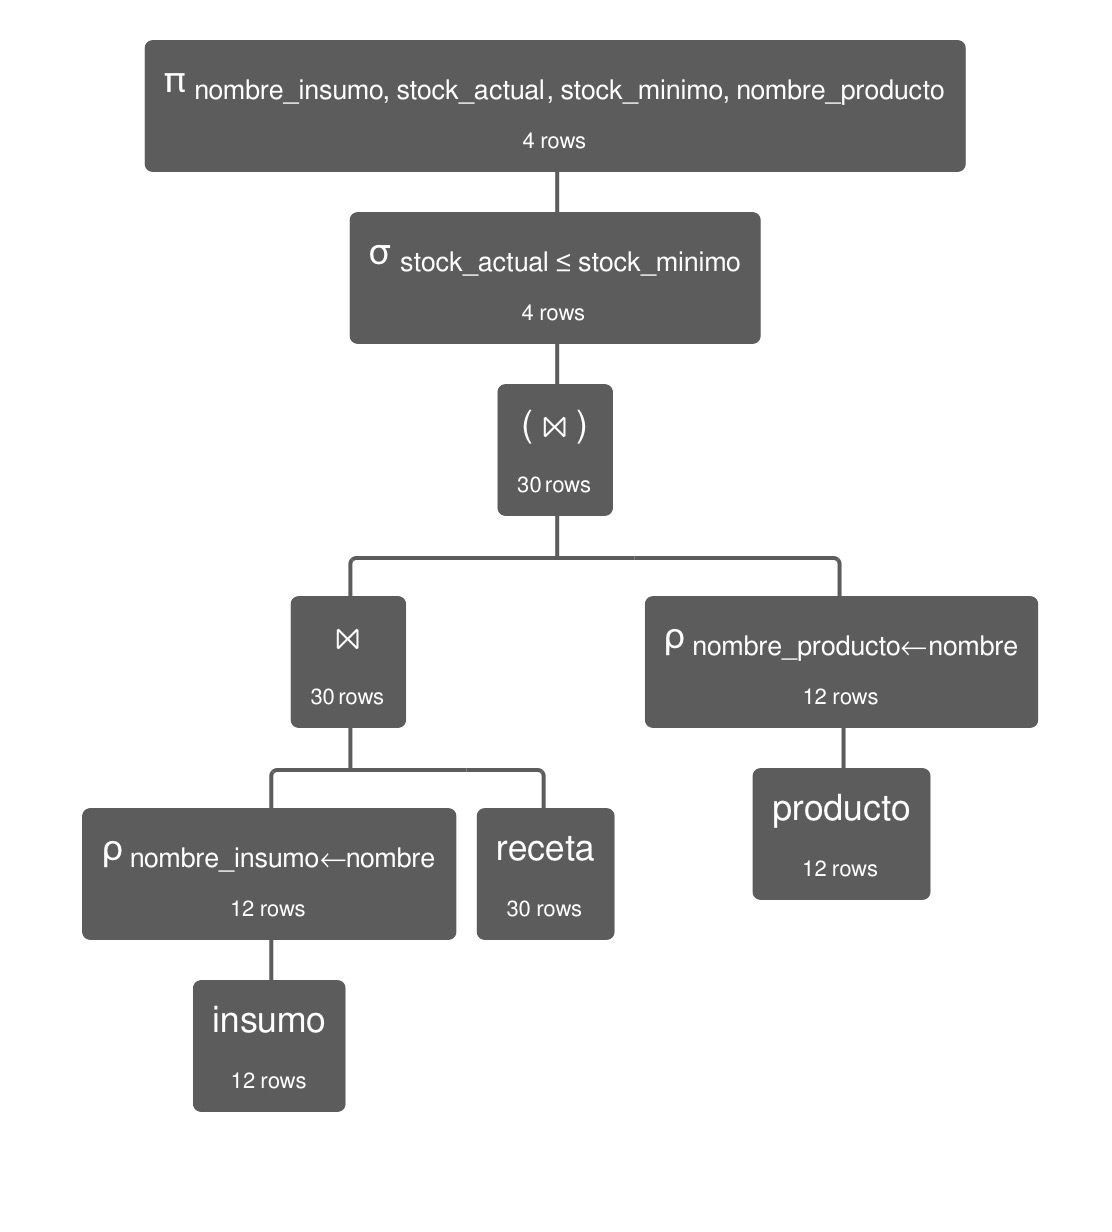 π nombre_insumo, stock_actual, stock_minimo, nombre_producto
4 rows
σ stock_actual ≤ stock_minimo
4 rows
( ⋈ )
30 rows
⋈
30 rows
ρ nombre_producto←nombre
12 rows
ρ nombre_insumo←nombre
12 rows
receta
30 rows
producto
12 rows
insumo
12 rows